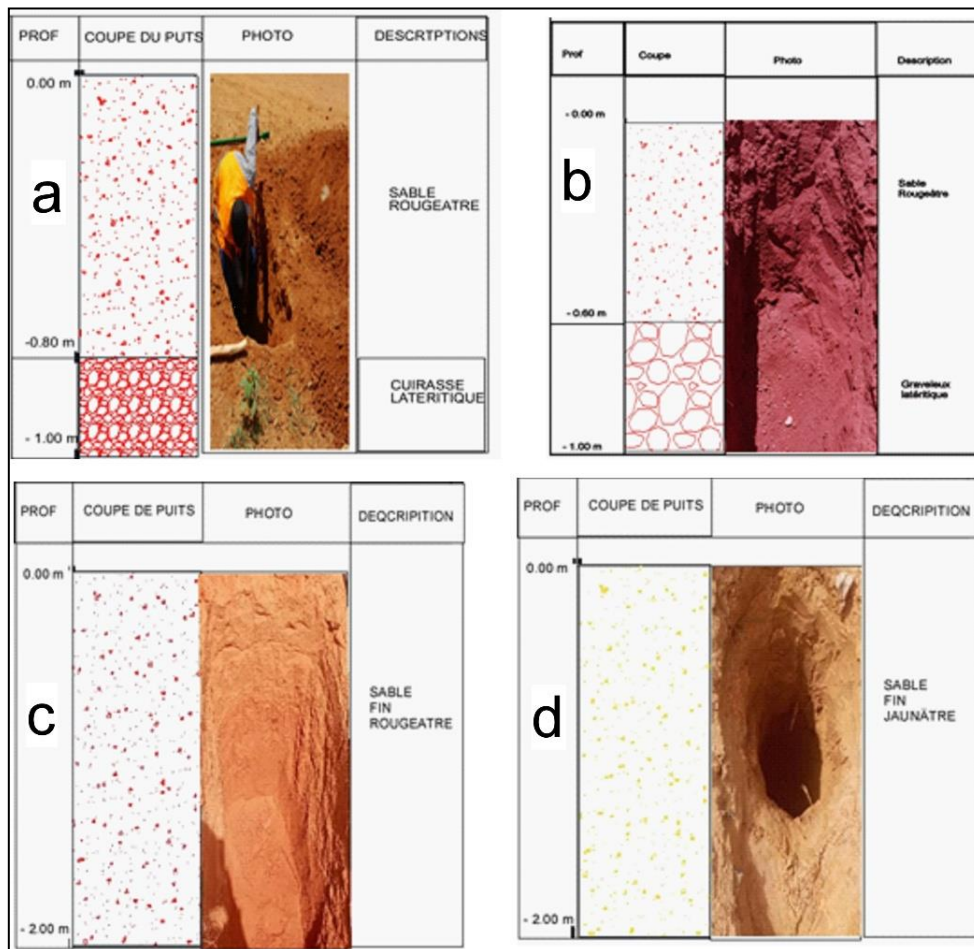 PROF COUPE DU PUTS PHOTO DESCRTPTIONS
0.00 m
a
SABLE
ROUGEATRE
-0.80 m
CUIRASSE
LATERITIQUE
- 1.00 m
Prof Coupe Photo Description
- 0.00 m
b
Sable
Rougeâtre
- 0.60 m
Graveleux
latéritique
- 1.00 m
PROF COUPE DE PUITS PHOTO DEQCRIPITION
0.00 m
c
SABLE
FIN
ROUGEATRE
- 2.00 m
PROF COUPE DE PUITS PHOTO DEQCRIPITION
0.00 m
d
SABLE
FIN
JAUNÂTRE
- 2.00 m